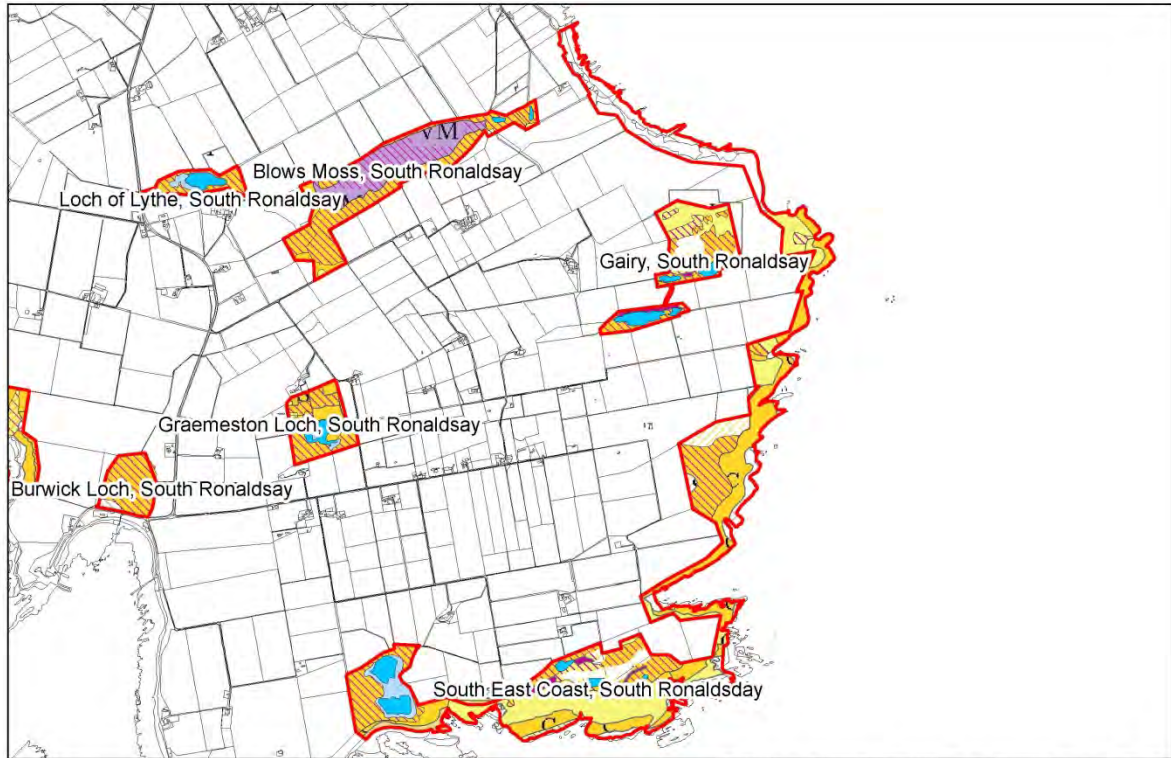 VM
Blows Moss, South Ronaldsay
Loch of Lythe, South Ronaldsay
Gairy, South Ronaldsay
C
Graemeston Loch, South Ronaldsay
C
Burwick Loch, South Ronaldsay
C
C
South East Coast, South Ronaldsday
C
C